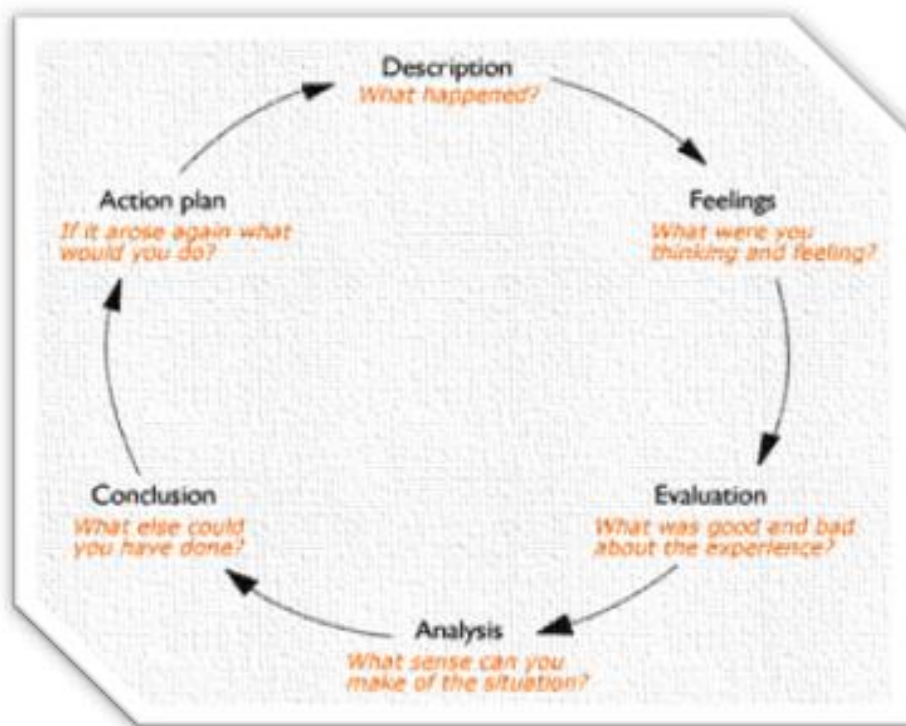 Description
What happened?
Feelings
What were you
thinking and feeling?
Evaluation
What was good and bad
about the experience?
Analysis
What sense can you
make of the situation?
Conclusion
What else could
you have done?
Action plan
If it arose again what
would you do?